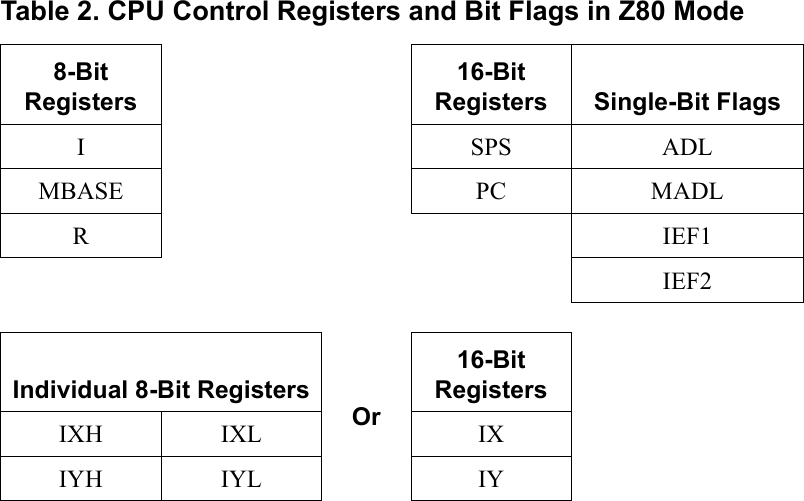 Table 2. CPU Control Registers and Bit Flags in Z80 Mode
8-Bit
Registers
16-Bit
Registers
Single-Bit Flags
I
SPS
ADL
MBASE
PC
MADL
R
IEF1
IEF2
Individual 8-Bit Registers
Or
16-Bit
Registers
IXH
IXL
IX
IYH
IYL
IY